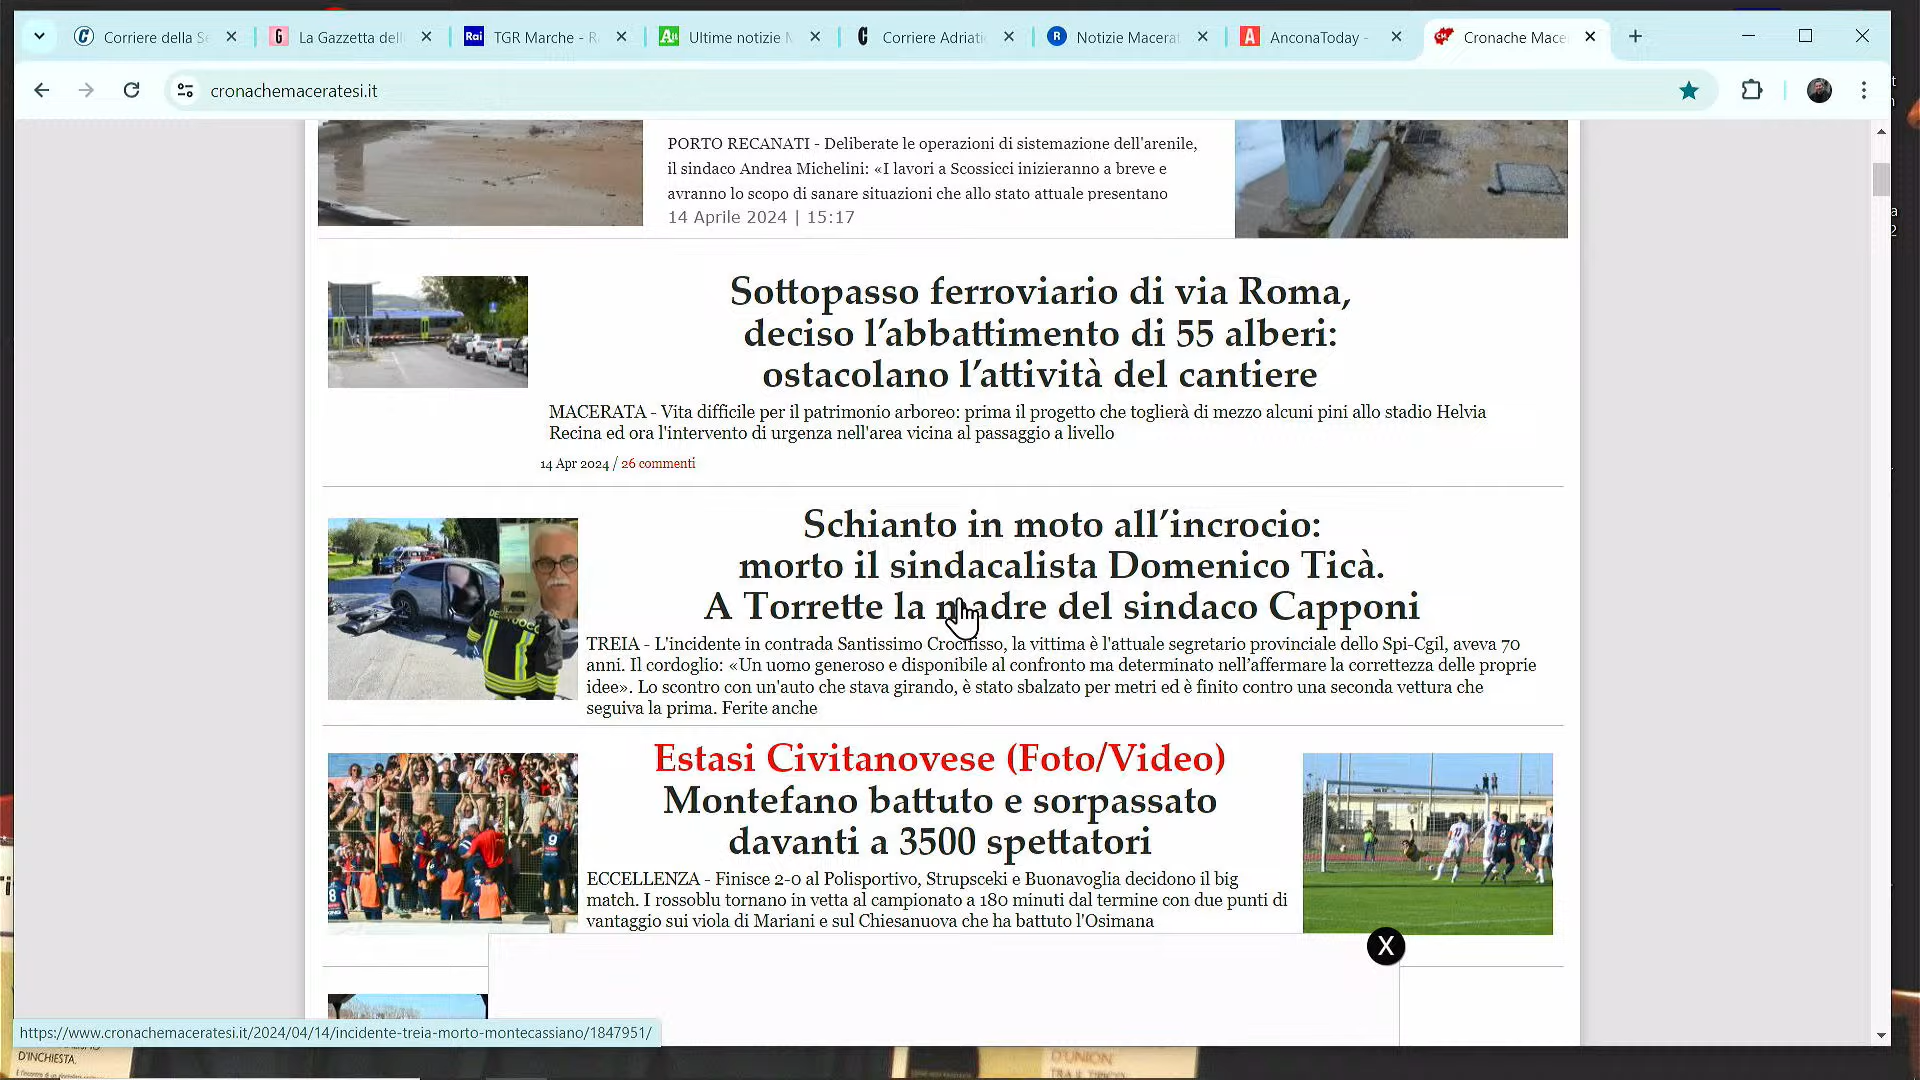 Corriere della Se
La Gazzetta dell
TGR Marche - R
Ultime notizie M
Corriere Adriati
Notizie Macerat
AnconaToday -
Cronache Mace
cronachemaceratesi.it
PORTO RECANATI - Deliberate le operazioni di sistemazione dell'arenile,
il sindaco Andrea Michelini: «I lavori a Scossicci inizieranno a breve e
avranno lo scopo di sanare situazioni che allo stato attuale presentano
14 Aprile 2024 | 15:17
Sottopasso ferroviario di via Roma,
deciso l’abbattimento di 55 alberi:
ostacolano l’attività del cantiere
MACERATA - Vita difficile per il patrimonio arboreo: prima il progetto che toglierà di mezzo alcuni pini allo stadio Helvia
Recina ed ora l'intervento di urgenza nell'area vicina al passaggio a livello
14 Apr 2024 / 26 commenti
Schianto in moto all’incrocio:
morto il sindacalista Domenico Ticà.
A Torrette la madre del sindaco Capponi
TREIA - L'incidente in contrada Santissimo Crocifisso, la vittima è l'attuale segretario provinciale dello Spi-Cgil, aveva 70
anni. Il cordoglio: «Un uomo generoso e disponibile al confronto ma determinato nell’affermare la correttezza delle proprie
idee». Lo scontro con un'auto che stava girando, è stato sbalzato per metri ed è finito contro una seconda vettura che
seguiva la prima. Ferite anche
Estasi Civitanovese (Foto/Video)
Montefano battuto e sorpassato
davanti a 3500 spettatori
ECCELLENZA - Finisce 2-0 al Polisportivo, Strupsceki e Buonavoglia decidono il big
match. I rossoblu tornano in vetta al campionato a 180 minuti dal termine con due punti di
vantaggio sui viola di Mariani e sul Chiesanuova che ha battuto l'Osimana
X
https://www.cronachemaceratesi.it/2024/04/14/incidente-treia-morto-montecassiano/1847951/
D'INCHIESTA.
D'UNION